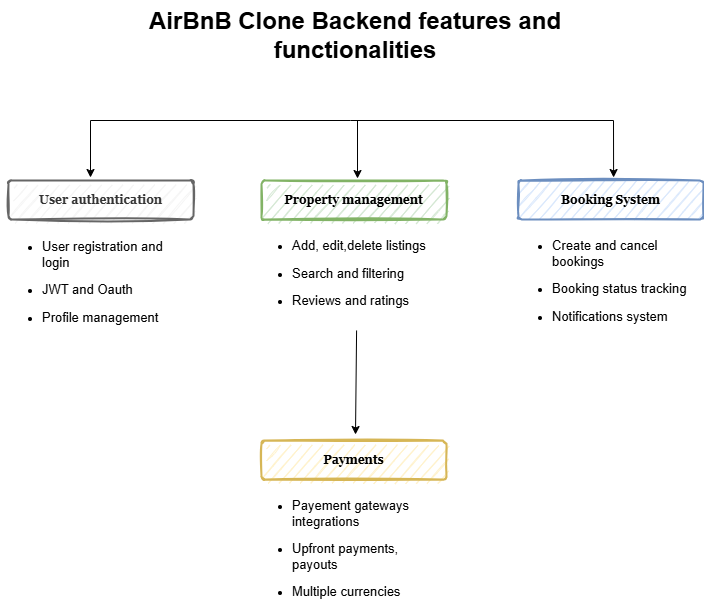 AirBnB Clone Backend features and
functionalities
User authentication
Property management
Booking System
User registration and
login
JWT and Oauth
Profile management
Add, edit,delete listings
Search and filtering
Reviews and ratings
Create and cancel
bookings
Booking status tracking
Notifications system
Payments
Payement gateways
integrations
Upfront payments,
payouts
Multiple currencies